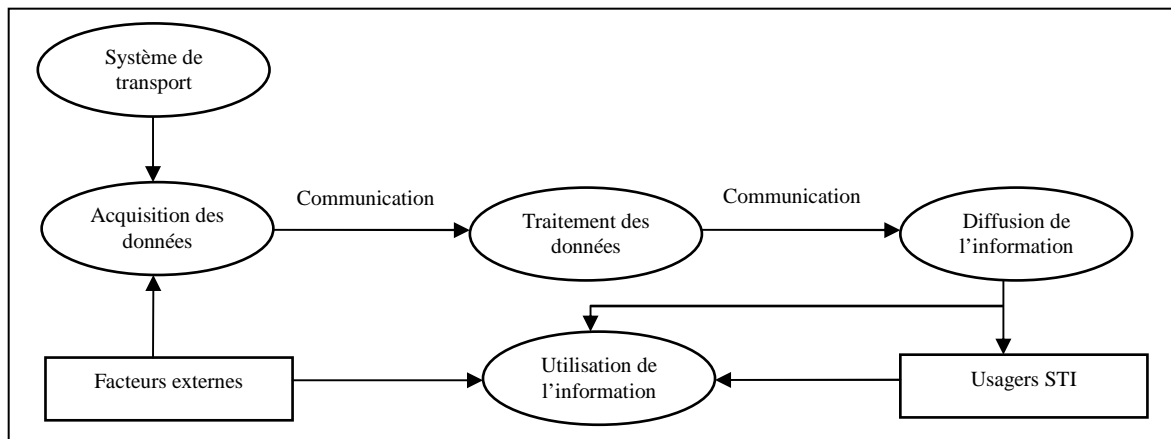 Système de
transport
Communication
Communication
Acquisition des
données
Traitement des
données
Diffusion de
l’information
Facteurs externes
Utilisation de
l’information
Usagers STI